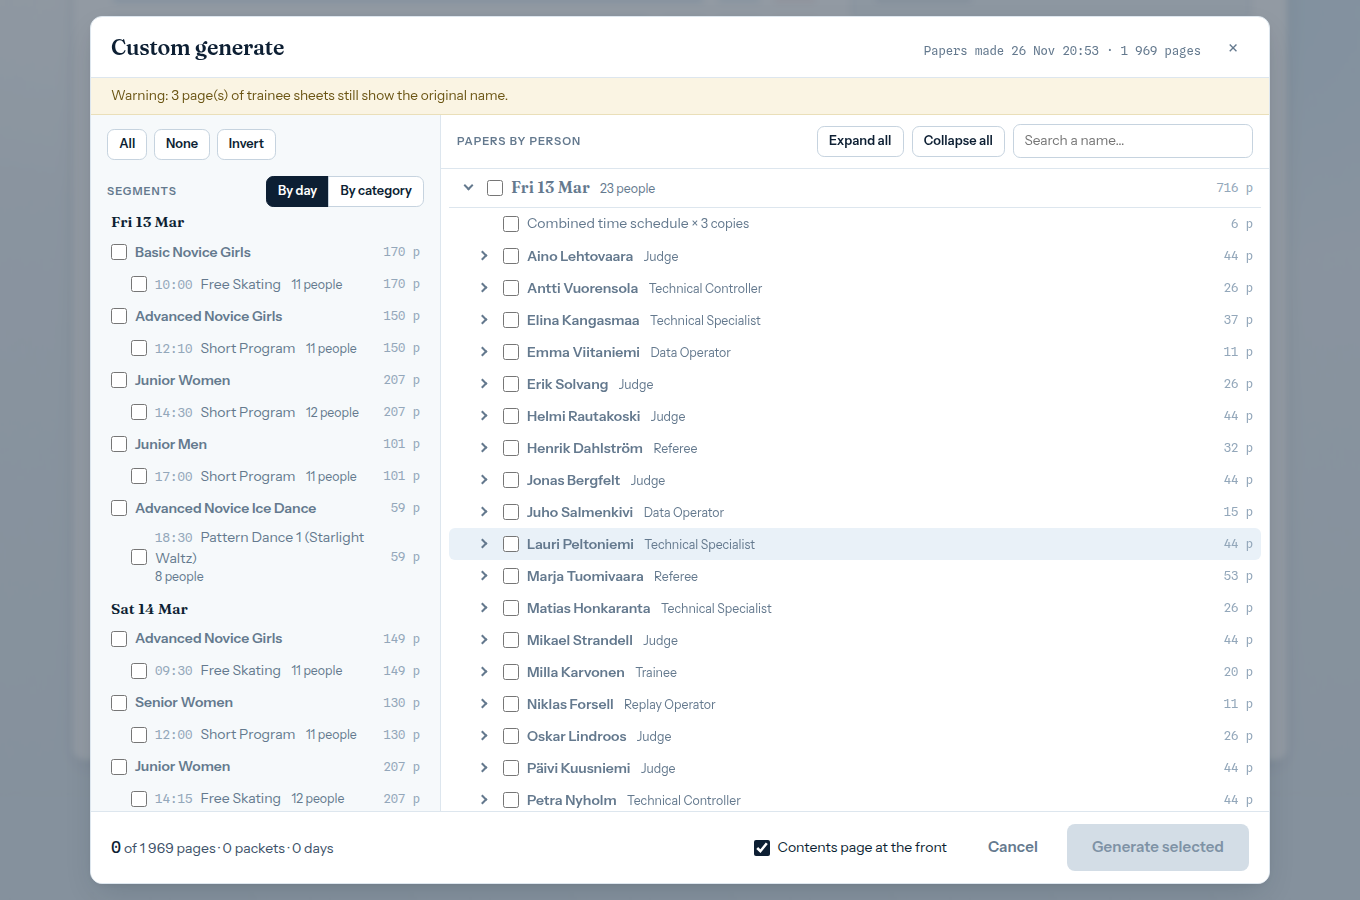 Custom generate
Papers made 26 Nov 20:53 · 1 969 pages
×
Warning: 3 page(s) of trainee sheets still show the original name.
All
None
Invert
SEGMENTS
By day
By category
Fri 13 Mar
Basic Novice Girls 170 p
10:00 Free Skating 11 people 170 p
Advanced Novice Girls 150 p
12:10 Short Program 11 people 150 p
Junior Women 207 p
14:30 Short Program 12 people 207 p
Junior Men 101 p
17:00 Short Program 11 people 101 p
Advanced Novice Ice Dance 59 p
18:30 Pattern Dance 1 (Starlight
Waltz) 59 p
8 people
Sat 14 Mar
Advanced Novice Girls 149 p
09:30 Free Skating 11 people 149 p
Senior Women 130 p
12:00 Short Program 11 people 130 p
Junior Women 207 p
14:15 Free Skating 12 people 207 p
PAPERS BY PERSON
Expand all
Collapse all
Search a name...
Fri 13 Mar 23 people 716 p
Combined time schedule × 3 copies 6 p
Aino Lehtovaara Judge 44 p
Antti Vuorensola Technical Controller 26 p
Elina Kangasmaa Technical Specialist 37 p
Emma Viitaniemi Data Operator 11 p
Erik Solvang Judge 26 p
Helmi Rautakoski Judge 44 p
Henrik Dahlström Referee 32 p
Jonas Bergfelt Judge 44 p
Juho Salmenkivi Data Operator 15 p
Lauri Peltoniemi Technical Specialist 44 p
Marja Tuomivaara Referee 53 p
Matias Honkaranta Technical Specialist 26 p
Mikael Strandell Judge 44 p
Milla Karvonen Trainee 20 p
Niklas Forsell Replay Operator 11 p
Oskar Lindroos Judge 26 p
Päivi Kuusniemi Judge 44 p
Petra Nyholm Technical Controller 44 p
0 of 1 969 pages · 0 packets · 0 days
Contents page at the front
Cancel
Generate selected